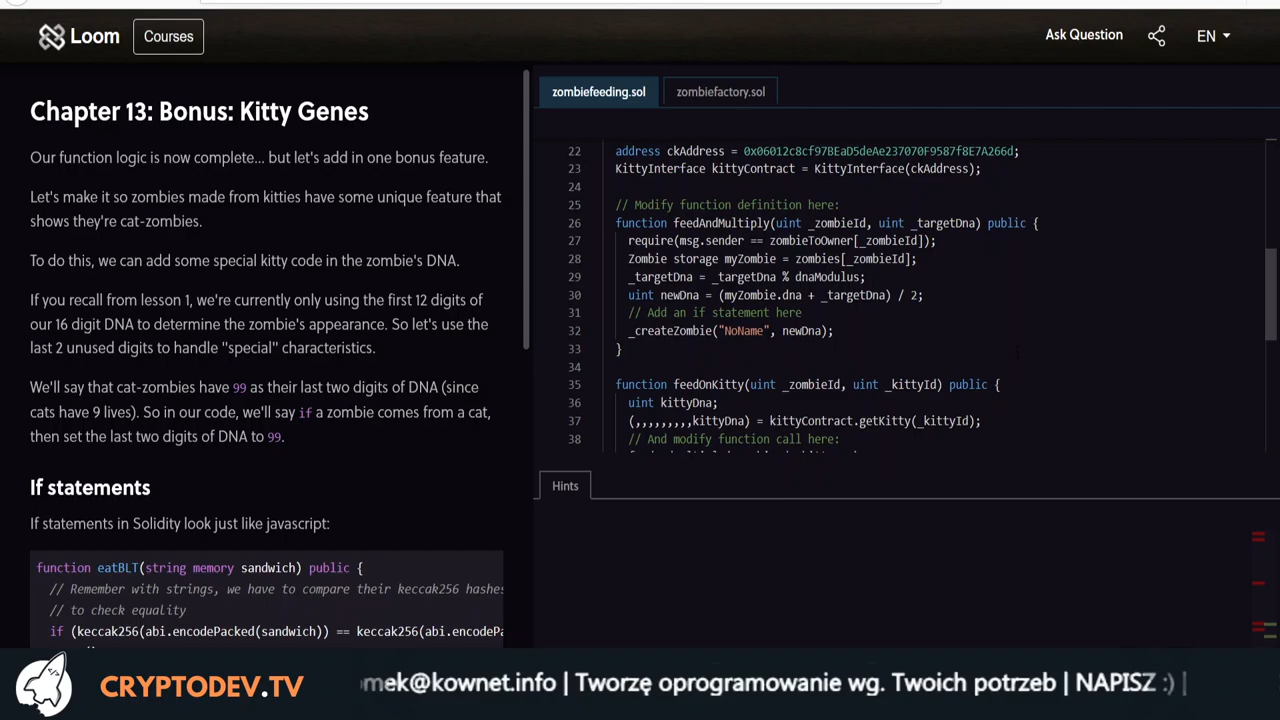 Loom
Courses
Ask Question
EN
Chapter 13: Bonus: Kitty Genes
Our function logic is now complete... but let's add in one bonus feature.
Let's make it so zombies made from kitties have some unique feature that
shows they're cat-zombies.
To do this, we can add some special kitty code in the zombie's DNA.
If you recall from lesson 1, we're currently only using the first 12 digits of
our 16 digit DNA to determine the zombie's appearance. So let's use the
last 2 unused digits to handle "special" characteristics.
We'll say that cat-zombies have 99 as their last two digits of DNA (since
cats have 9 lives). So in our code, we'll say if a zombie comes from a cat,
then set the last two digits of DNA to 99.
If statements
If statements in Solidity look just like javascript:
function eatBLT(string memory sandwich) public {
// Remember with strings, we have to compare their keccak256 hashes
// to check equality
if (keccak256(abi.encodePacked(sandwich)) == keccak256(abi.encodePa
zombiefeeding.sol
zombiefactory.sol
22 address ckAddress = 0x06012c8cf97BEaD5deAe237070F9587f8E7A266d;
23 KittyInterface kittyContract = KittyInterface(ckAddress);
24
25 // Modify function definition here:
26 function feedAndMultiply(uint _zombieId, uint _targetDna) public {
27 require(msg.sender == zombieToOwner[_zombieId]);
28 Zombie storage myZombie = zombies[_zombieId];
29 _targetDna = _targetDna % dnaModulus;
30 uint newDna = (myZombie.dna + _targetDna) / 2;
31 // Add an if statement here
32 _createZombie("NoName", newDna);
33 }
34
35 function feedOnKitty(uint _zombieId, uint _kittyId) public {
36 uint kittyDna;
37 (,,,,,,,,,kittyDna) = kittyContract.getKitty(_kittyId);
38 // And modify function call here:
Hints
CRYPTODEV.TV
mek@kownet.info | Tworzę oprogramowanie wg. Twoich potrzeb | NAPISZ :) |